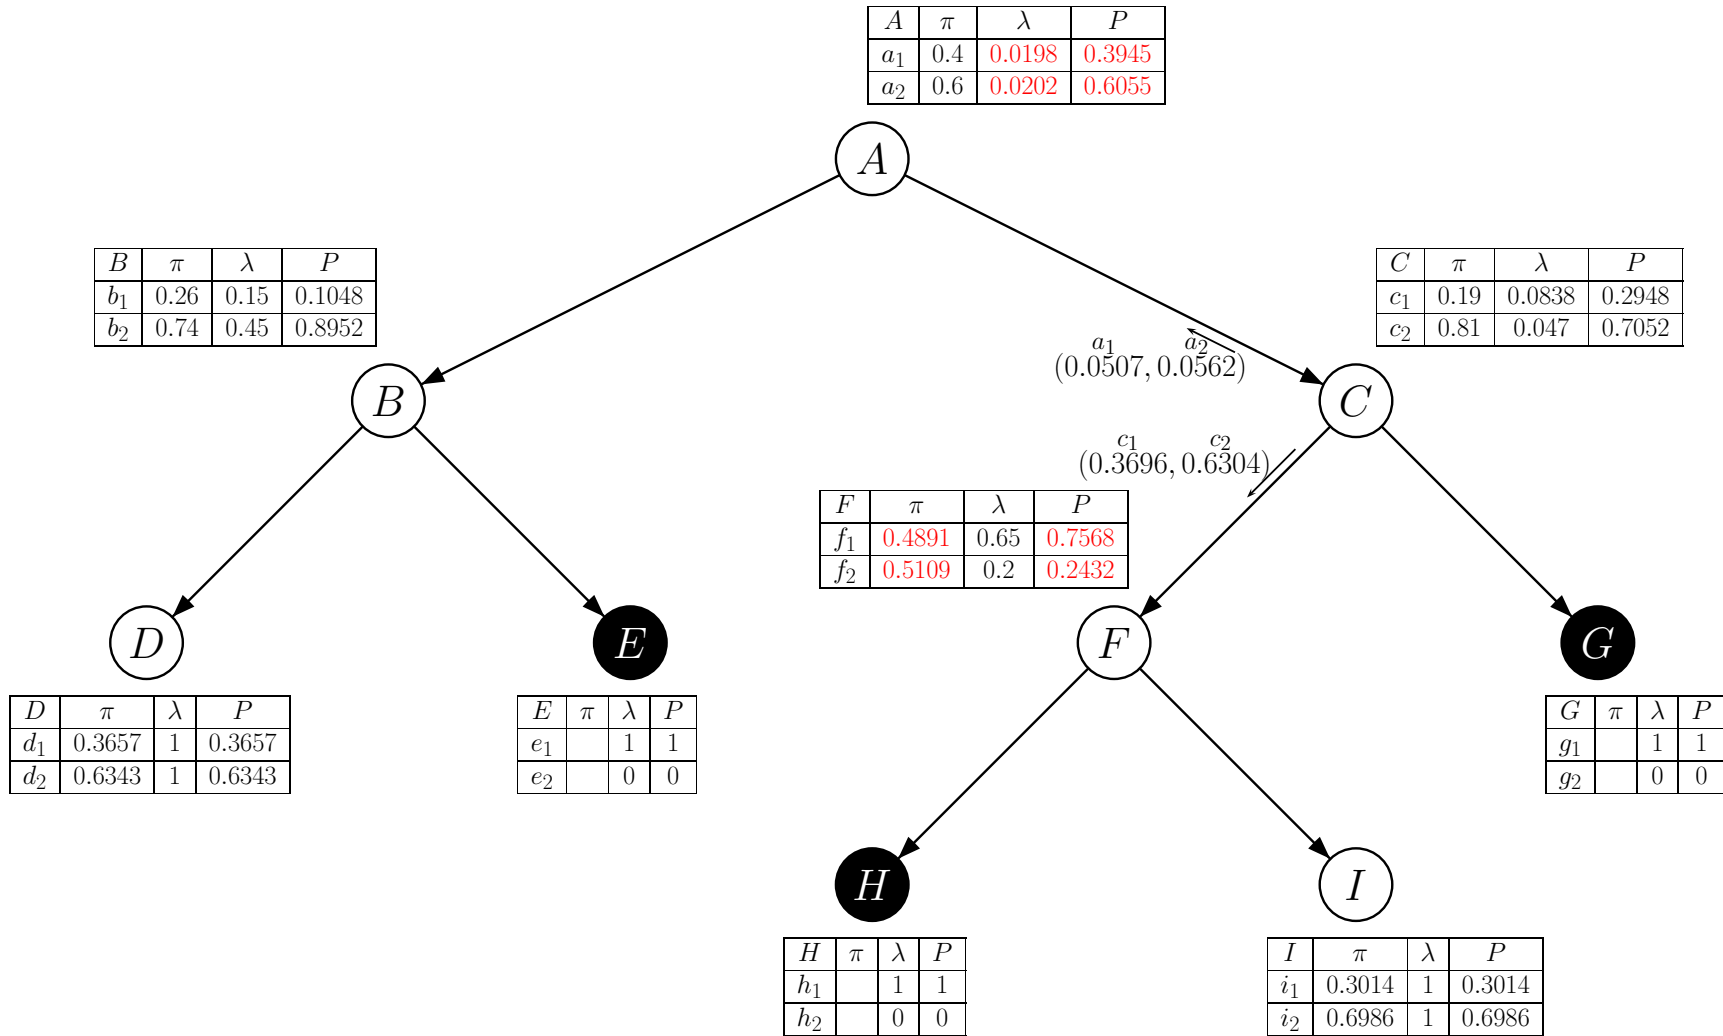 A π λ P
a₁ 0.4 0.0198 0.3945
a₂ 0.6 0.0202 0.6055
A
B π λ P
b₁ 0.26 0.15 0.1048
b₂ 0.74 0.45 0.8952
C π λ P
c₁ 0.19 0.0838 0.2948
c₂ 0.81 0.047 0.7052
a₁ a₂
(0.0507, 0.0562)
B
C
c₁ c₂
(0.3696, 0.6304)
F π λ P
f₁ 0.4891 0.65 0.7568
f₂ 0.5109 0.2 0.2432
D
E
F
G
D π λ P
d₁ 0.3657 1 0.3657
d₂ 0.6343 1 0.6343
E π λ P
e₁ 1 1
e₂ 0 0
G π λ P
g₁ 1 1
g₂ 0 0
H
I
H π λ P
h₁ 1 1
h₂ 0 0
I π λ P
i₁ 0.3014 1 0.3014
i₂ 0.6986 1 0.6986